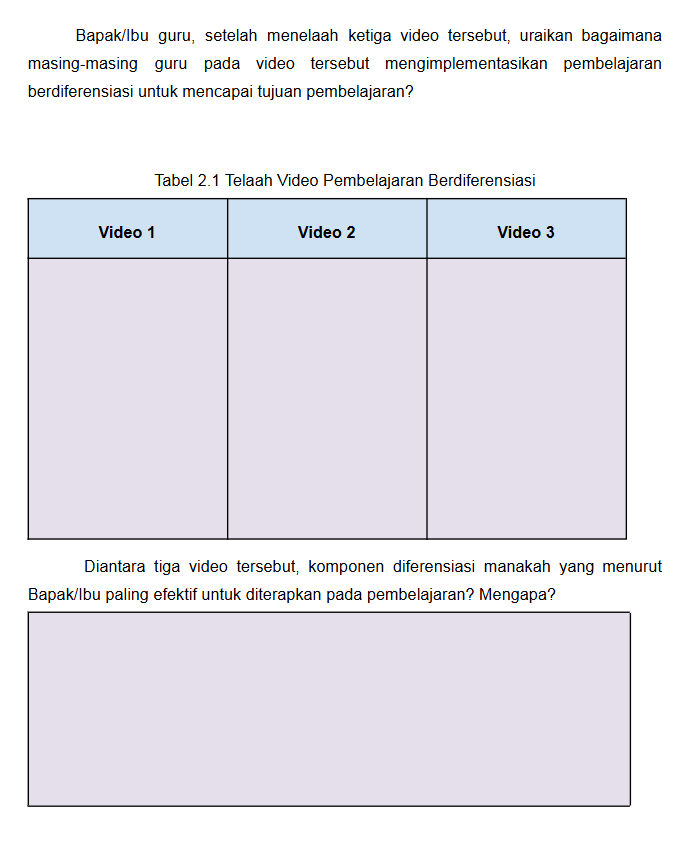 Bapak/Ibu guru, setelah menelaah ketiga video tersebut, uraikan bagaimana
masing-masing guru pada video tersebut mengimplementasikan pembelajaran
berdiferensiasi untuk mencapai tujuan pembelajaran?
Tabel 2.1 Telaah Video Pembelajaran Berdiferensiasi
Video 1
Video 2
Video 3
Diantara tiga video tersebut, komponen diferensiasi manakah yang menurut
Bapak/Ibu paling efektif untuk diterapkan pada pembelajaran? Mengapa?